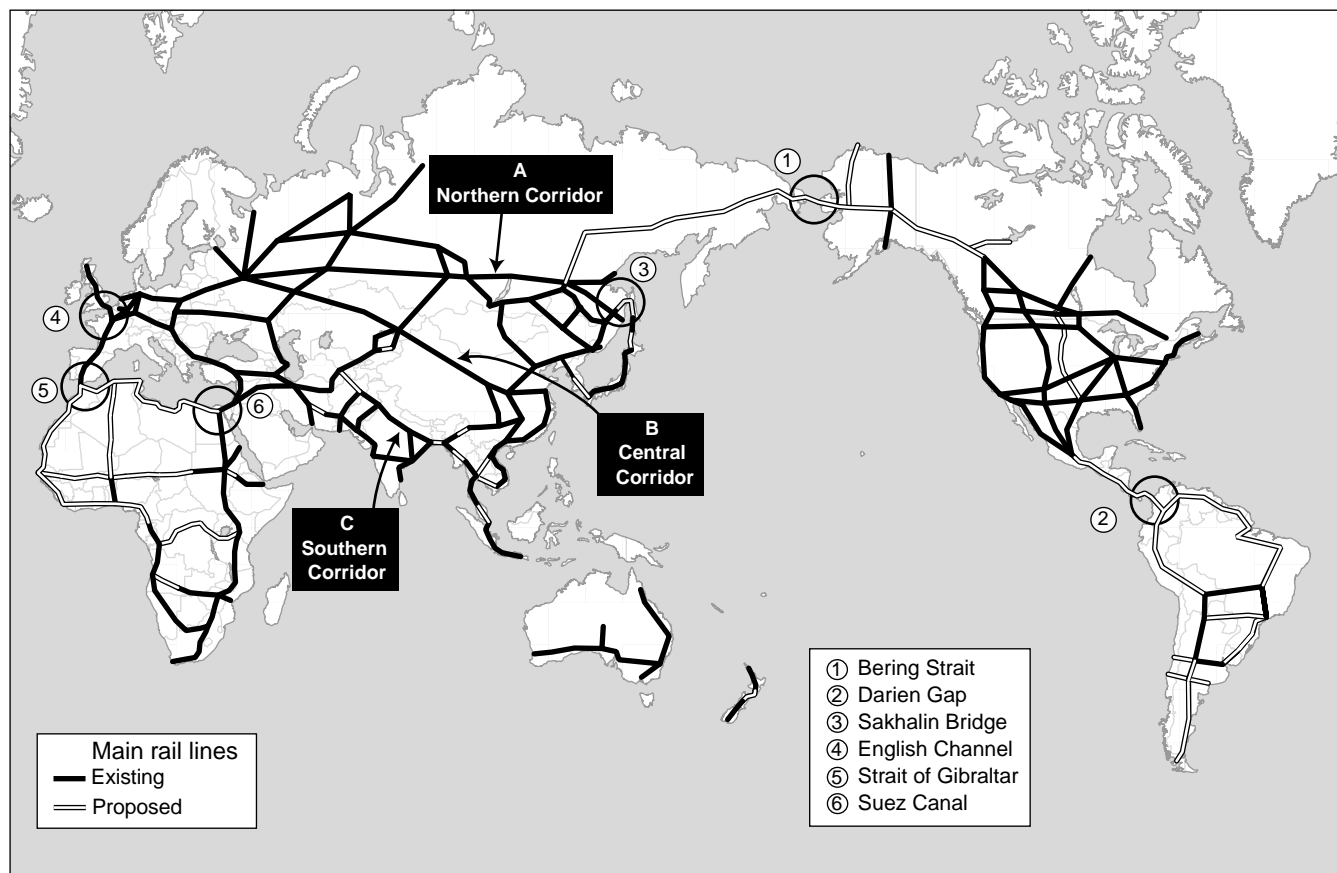 ①
A
Northern Corridor
③
④
⑤
⑥
B
Central
Corridor
C
Southern
Corridor
②
Main rail lines
Existing
Proposed
① Bering Strait
② Darien Gap
③ Sakhalin Bridge
④ English Channel
⑤ Strait of Gibraltar
⑥ Suez Canal